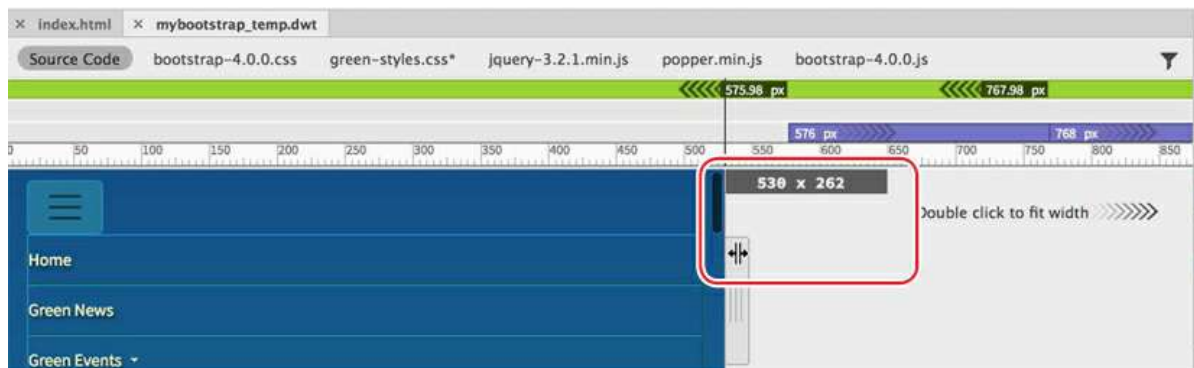 × index.html × mybootstrap_temp.dwt
Source Code bootstrap-4.0.0.css green-styles.css* jquery-3.2.1.min.js popper.min.js bootstrap-4.0.0.js
575.98 px 767.98 px
576 px 768 px
50 100 150 200 250 300 350 400 450 500 550 600 650 700 750 800 850
530 x 262
Double click to fit width
Home
Green News
Green Events